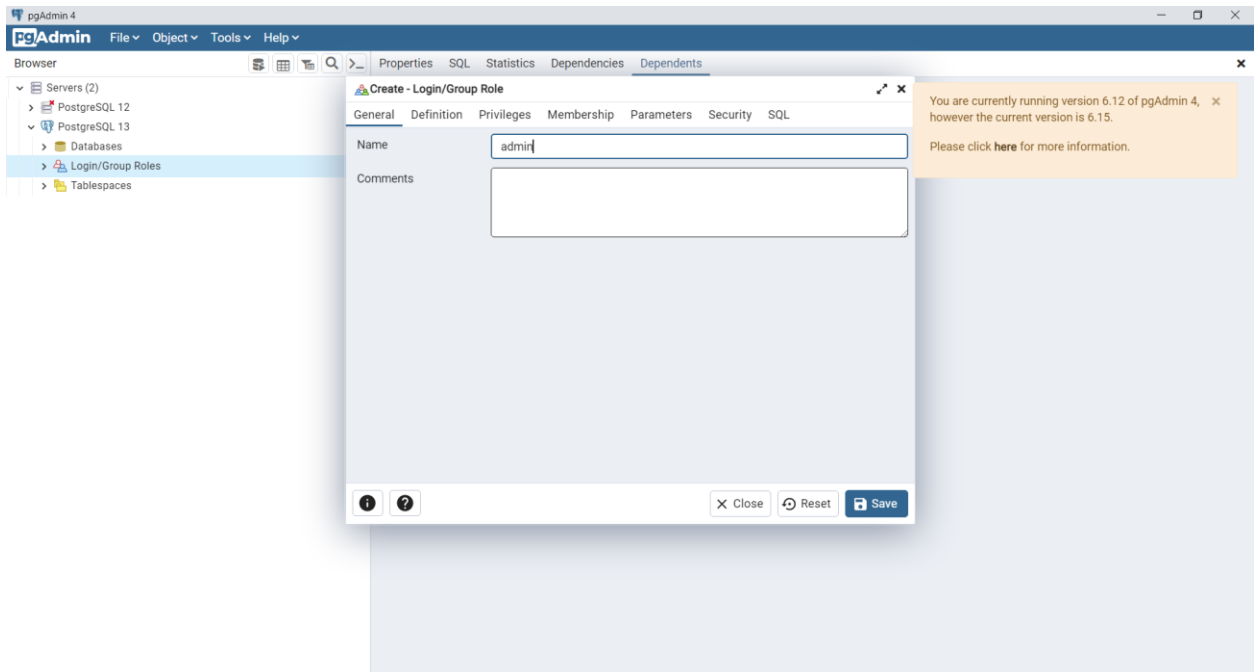 pgAdmin 4
pgAdmin File Object Tools Help
Browser
Properties SQL Statistics Dependencies Dependents
Servers (2)
PostgreSQL 12
PostgreSQL 13
Databases
Login/Group Roles
Tablespaces
Create - Login/Group Role
General Definition Privileges Membership Parameters Security SQL
Name admin
Comments
Close Reset Save
You are currently running version 6.12 of pgAdmin 4,
however the current version is 6.15.
Please click here for more information.